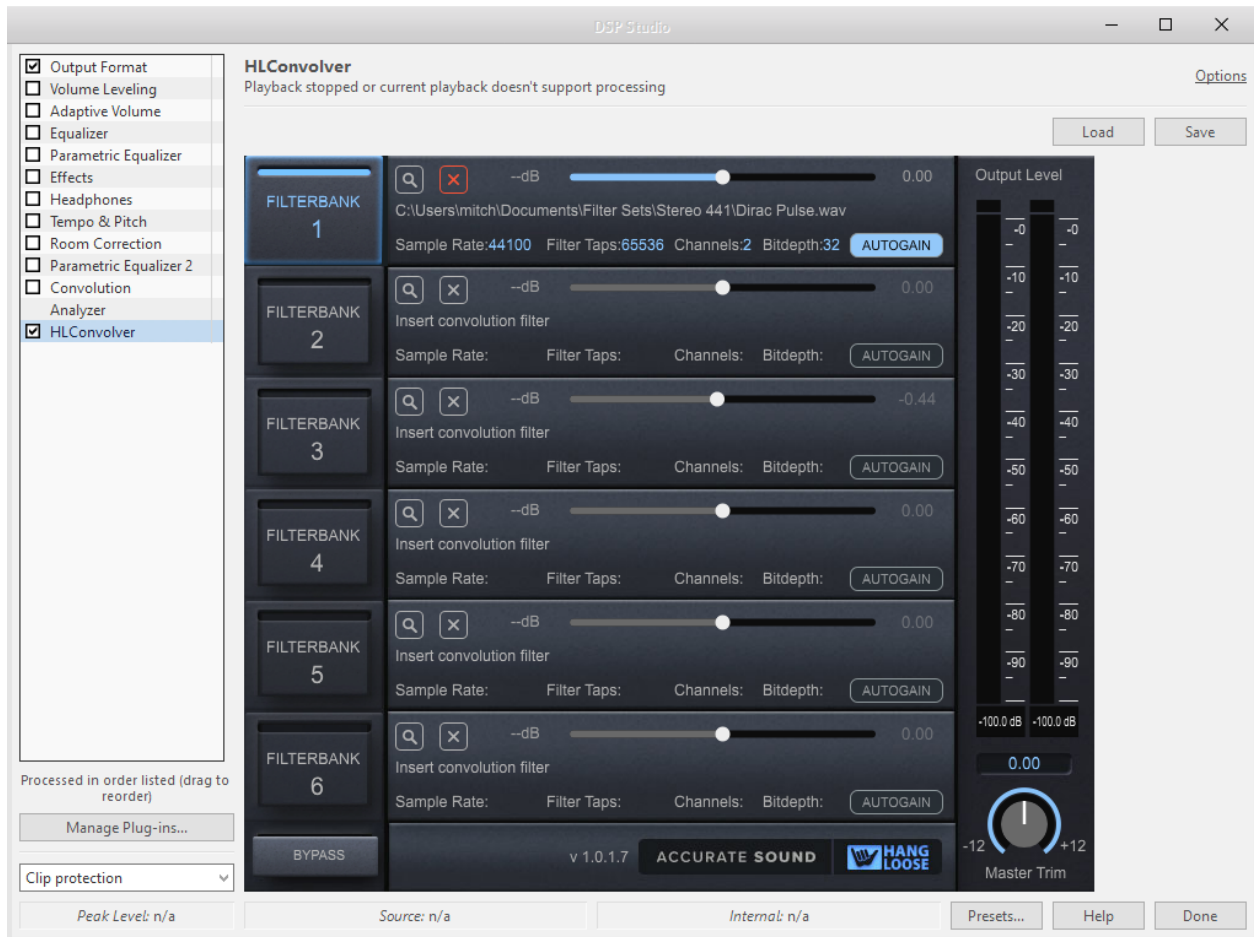 DSP Studio
Output Format
Volume Leveling
Adaptive Volume
Equalizer
Parametric Equalizer
Effects
Headphones
Tempo & Pitch
Room Correction
Parametric Equalizer 2
Convolution
Analyzer
HLConvolver
Processed in order listed (drag to
reorder)
Manage Plug-ins...
Clip protection
HLConvolver
Playback stopped or current playback doesn't support processing
Options
Load Save
FILTERBANK
1
--dB 0.00
C:\Users\mitch\Documents\Filter Sets\Stereo 441\Dirac Pulse.wav
Sample Rate:44100 Filter Taps:65536 Channels:2 Bitdepth:32 AUTOGAIN
FILTERBANK
2
--dB 0.00
Insert convolution filter
Sample Rate: Filter Taps: Channels: Bitdepth: AUTOGAIN
FILTERBANK
3
--dB -0.44
Insert convolution filter
Sample Rate: Filter Taps: Channels: Bitdepth: AUTOGAIN
FILTERBANK
4
--dB 0.00
Insert convolution filter
Sample Rate: Filter Taps: Channels: Bitdepth: AUTOGAIN
FILTERBANK
5
--dB 0.00
Insert convolution filter
Sample Rate: Filter Taps: Channels: Bitdepth: AUTOGAIN
FILTERBANK
6
--dB 0.00
Insert convolution filter
Sample Rate: Filter Taps: Channels: Bitdepth: AUTOGAIN
BYPASS
v 1.0.1.7 ACCURATE SOUND HANG
LOOSE
Output Level
-0 -0
-10 -10
-20 -20
-30 -30
-40 -40
-50 -50
-60 -60
-70 -70
-80 -80
-90 -90
-100.0 dB -100.0 dB
0.00
-12 +12
Master Trim
Peak Level: n/a Source: n/a Internal: n/a Presets... Help Done